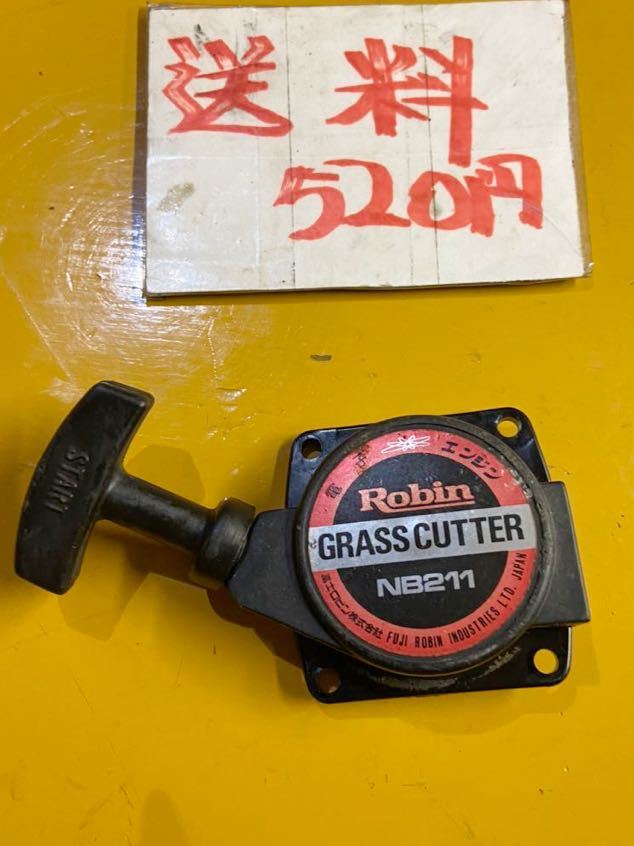 送料
520円
START
電
エンジン
Robin
GRASS CUTTER
NB211
富士ロビン株式会社 FUJI ROBIN INDUSTRIES LTD. JAPAN